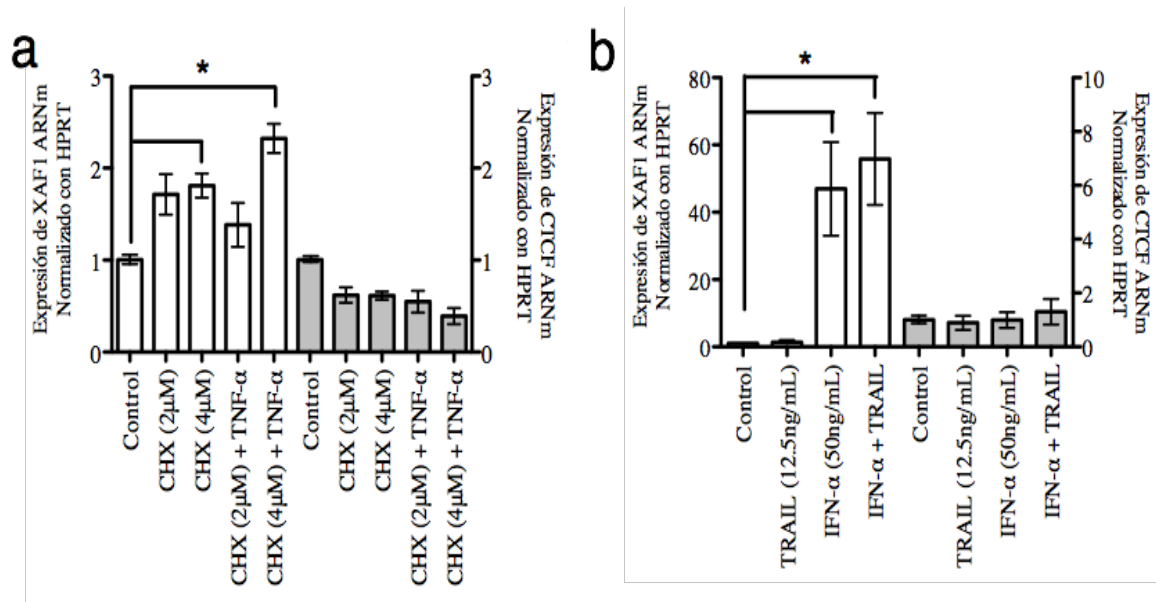 a
*
Expresión de XAF1 ARNm
Normalizado con HPRT
3
2
1
0
3
2
1
0
Expresión de CTCF ARNm
Normalizado con HPRT
Control
CHX (2µM)
CHX (4µM)
CHX (2µM) + TNF-α
CHX (4µM) + TNF-α
Control
CHX (2µM)
CHX (4µM)
CHX (2µM) + TNF-α
CHX (4µM) + TNF-α
b
*
Expresión de XAF1 ARNm
Normalizado con HPRT
80
60
40
20
0
10
8
6
4
2
0
Expresión de CTCF ARNm
Normalizado con HPRT
Control
TRAIL (12.5ng/mL)
IFN-α (50ng/mL)
IFN-α + TRAIL
Control
TRAIL (12.5ng/mL)
IFN-α (50ng/mL)
IFN-α + TRAIL